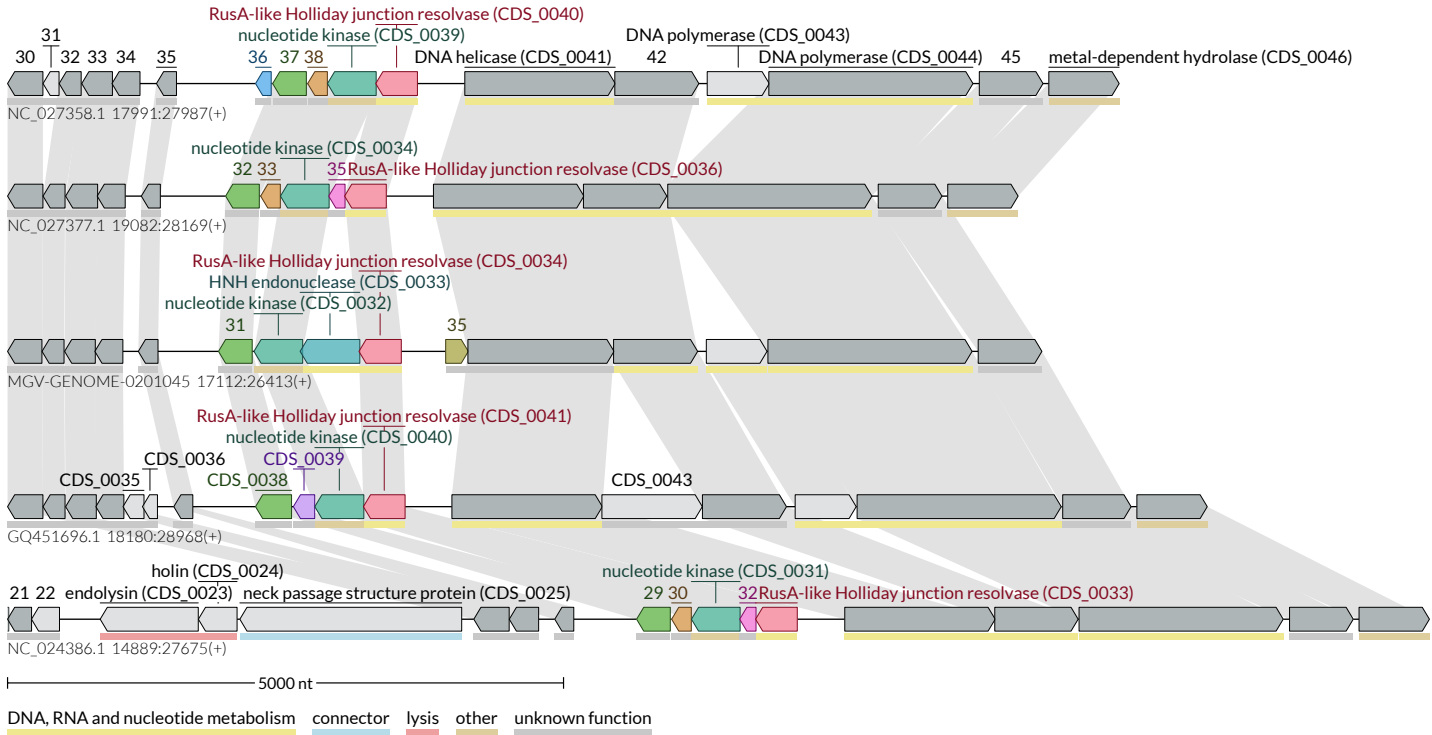 RusA-like Holliday junction resolvase (CDS_0040)
31 nucleotide kinase (CDS_0039) DNA polymerase (CDS_0043)
30 32 33 34 35 36 37 38 DNA helicase (CDS_0041) 42 DNA polymerase (CDS_0044) 45 metal-dependent hydrolase (CDS_0046)
NC_027358.1 17991:27987(+)
nucleotide kinase (CDS_0034)
32 33 35 RusA-like Holliday junction resolvase (CDS_0036)
NC_027377.1 19082:28169(+)
RusA-like Holliday junction resolvase (CDS_0034)
HNH endonuclease (CDS_0033)
nucleotide kinase (CDS_0032)
31 35
MGV-GENOME-0201045 17112:26413(+)
RusA-like Holliday junction resolvase (CDS_0041)
nucleotide kinase (CDS_0040)
CDS_0036 CDS_0039
CDS_0035 CDS_0038 CDS_0043
GQ451696.1 18180:28968(+)
holin (CDS_0024) nucleotide kinase (CDS_0031)
21 22 endolysin (CDS_0023) neck passage structure protein (CDS_0025) 29 30 32 RusA-like Holliday junction resolvase (CDS_0033)
NC_024386.1 14889:27675(+)
5000 nt
DNA, RNA and nucleotide metabolism connector lysis other unknown function